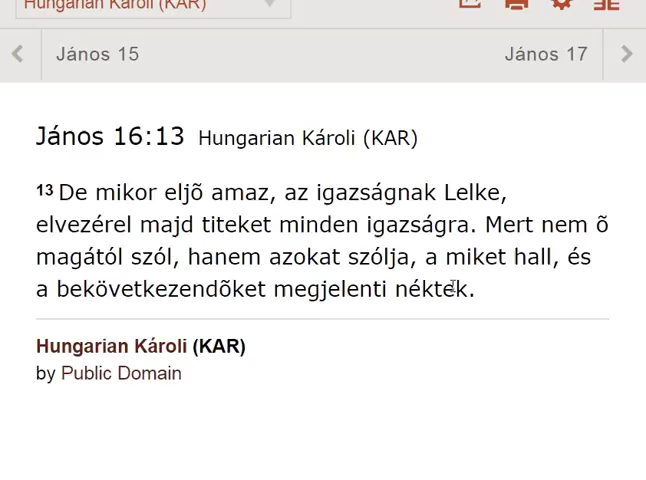 Hungarian Károli (KAR)
János 15
János 17
János 16:13 Hungarian Károli (KAR)
13 De mikor eljõ amaz, az igazságnak Lelke,
elvezérel majd titeket minden igazságra. Mert nem õ
magától szól, hanem azokat szólja, a miket hall, és
a bekövetkezendõket megjelenti néktek.
Hungarian Károli (KAR)
by Public Domain